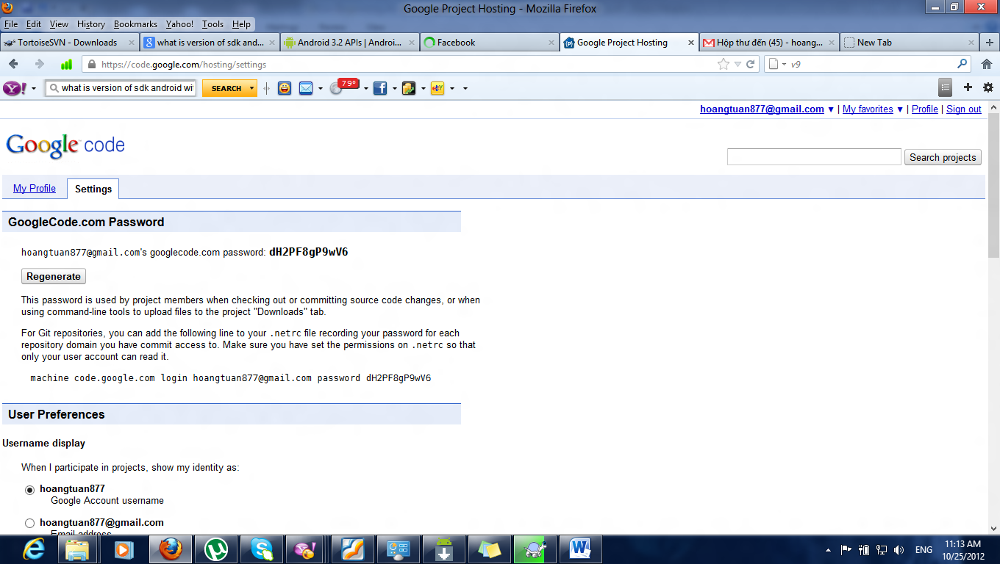 Google Project Hosting - Mozilla Firefox
File Edit View History Bookmarks Yahoo! Tools Help
TortoiseSVN - Downloads
what is version of sdk and...
Android 3.2 APIs | Androi...
Facebook
Google Project Hosting
Hộp thư đến (45) - hoang...
New Tab
https://code.google.com/hosting/settings
v9
Y!
what is version of sdk android wi
SEARCH
79°
hoangtuan877@gmail.com ▼ | My favorites ▼ | Profile | Sign out
Google code
Search projects
My Profile
Settings
GoogleCode.com Password
hoangtuan877@gmail.com's googlecode.com password: dH2PF8gP9wV6
Regenerate
This password is used by project members when checking out or committing source code changes, or when
using command-line tools to upload files to the project "Downloads" tab.
For Git repositories, you can add the following line to your .netrc file recording your password for each
repository domain you have commit access to. Make sure you have set the permissions on .netrc so that
only your user account can read it.
machine code.google.com login hoangtuan877@gmail.com password dH2PF8gP9wV6
User Preferences
Username display
When I participate in projects, show my identity as:
hoangtuan877
Google Account username
hoangtuan877@gmail.com
Email address
ENG
11:13 AM
10/25/2012